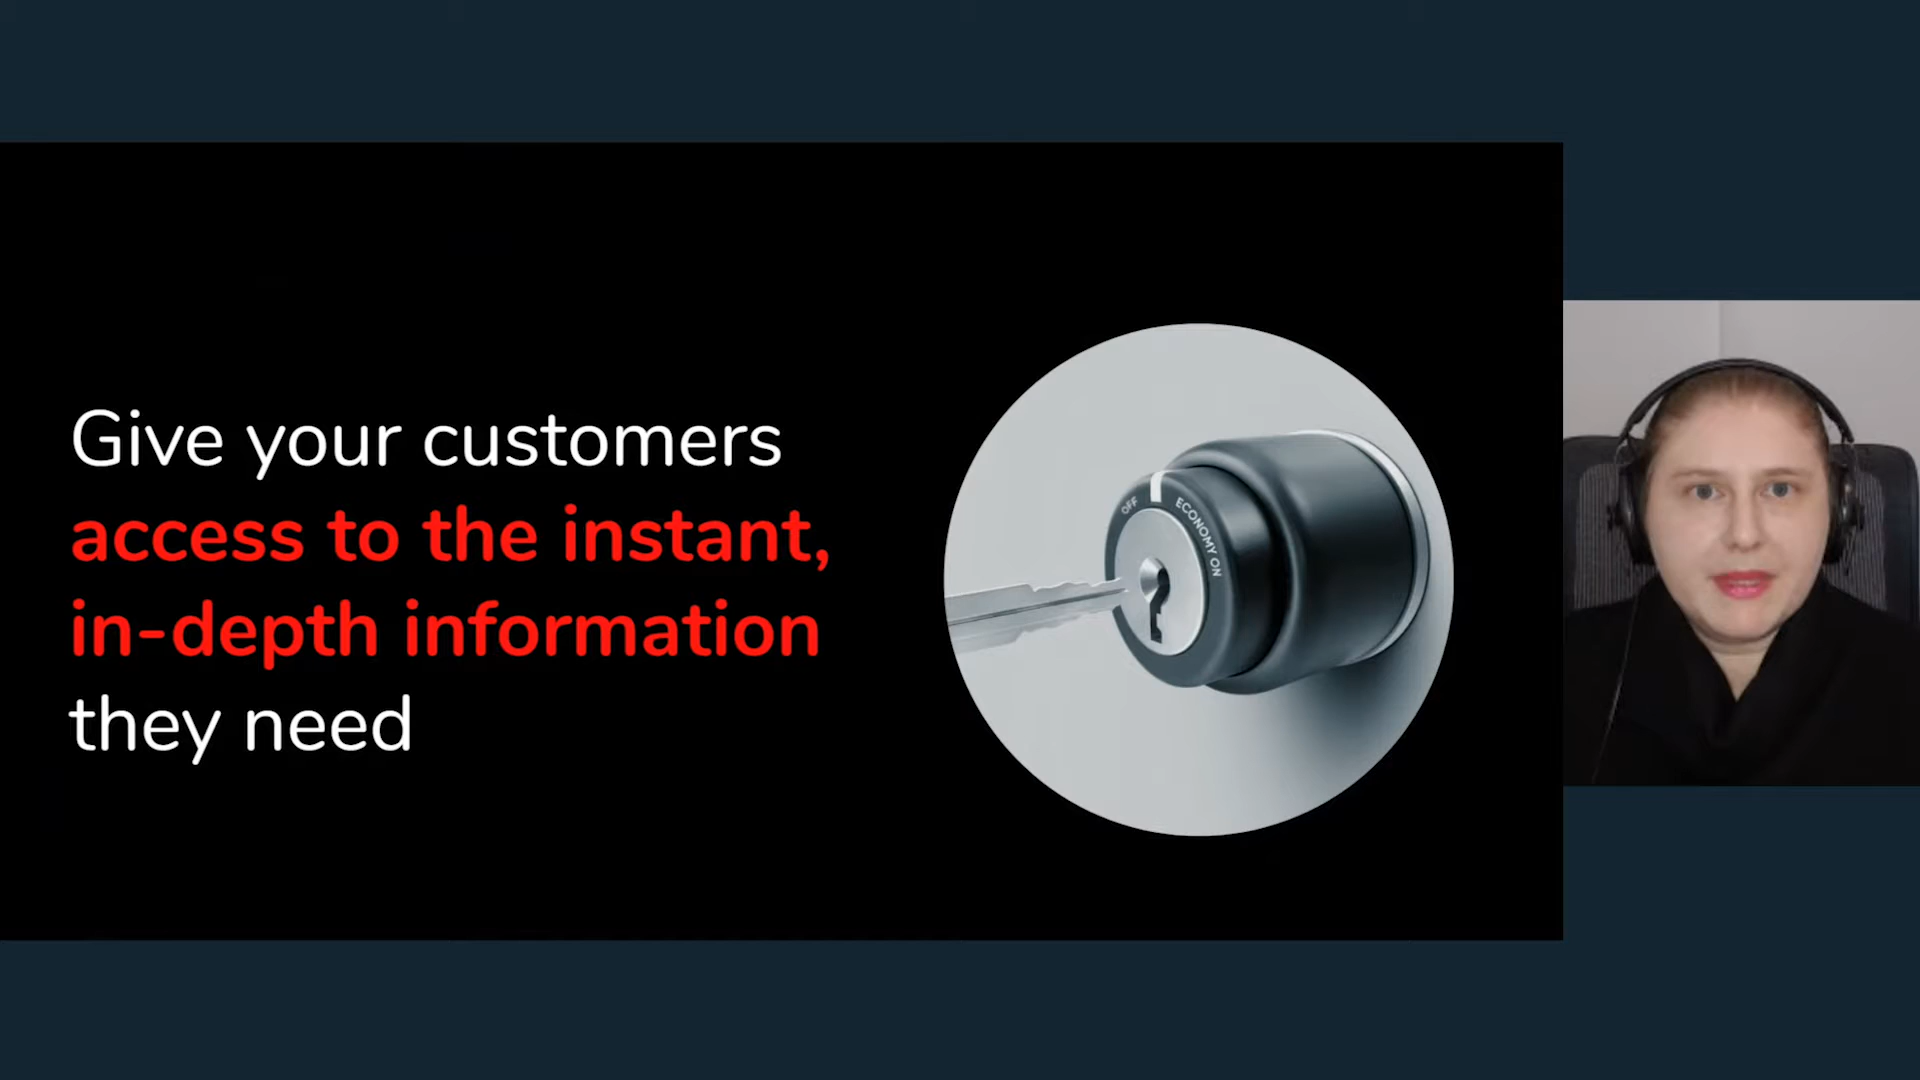 Give your customers
access to the instant,
in-depth information
they need
OFF
ECONOMY ON